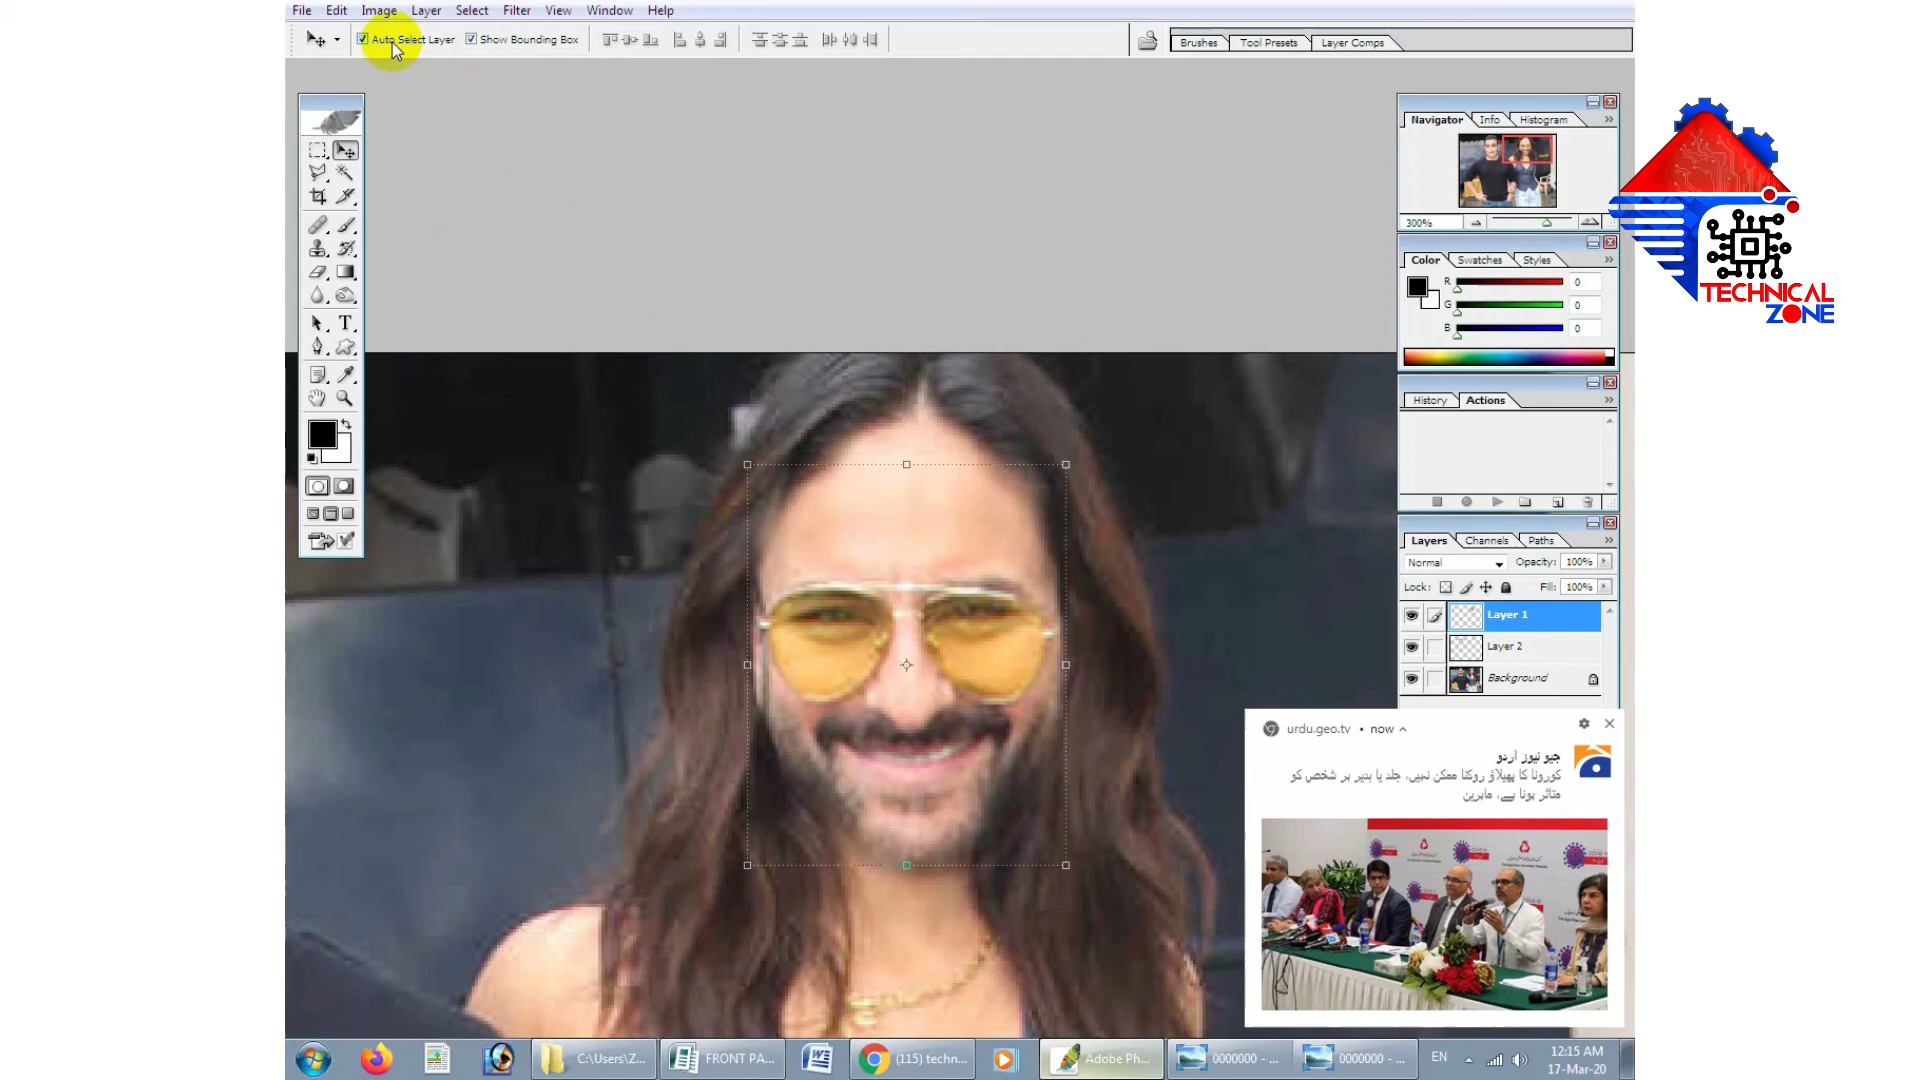 File Edit Image Layer Select Filter View Window Help
Auto Select Layer Show Bounding Box
Brushes Tool Presets Layer Comps
Navigator Info Histogram
300%
Color Swatches Styles
R 0
G 0
B 0
TECHNICAL
ZONE
History Actions
Layers Channels Paths
Normal Opacity: 100%
Lock: Fill: 100%
Layer 1
Layer 2
Background
urdu.geo.tv • now
جیو نیوز اردو
کورونا کا پھیلاؤ روکنا ممکن نہیں، جلد یا بدیر ہر شخص کو
متاثر ہونا ہے، ماہرین
C:\Users\Z... FRONT PA... (115) techn... Adobe Ph... 0000000 - ... 0000000 - ... EN 12:15 AM
17-Mar-20